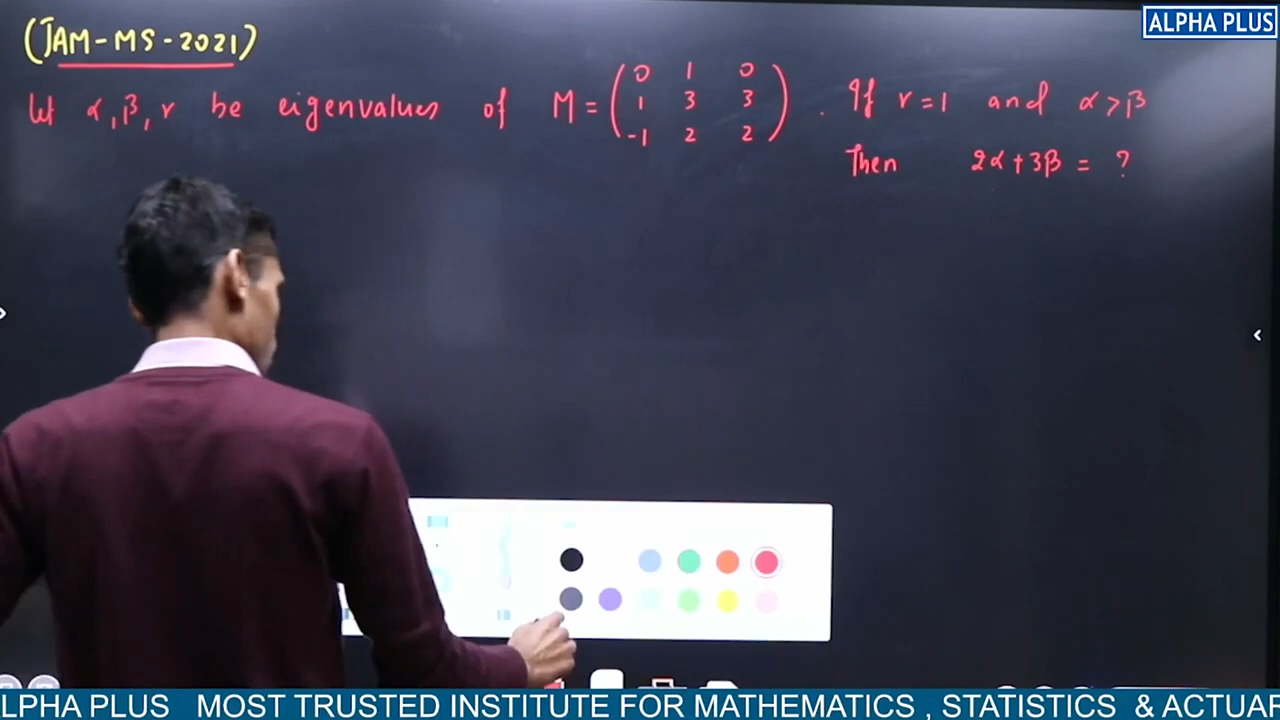 ALPHA PLUS
(JAM-MS-2021)
Let α, β, r be eigenvalues of M = ( 0 1 0 . If r=1 and α>β
1 3 3
-1 2 2 )
Then 2α+3β = ?
ALPHA PLUS MOST TRUSTED INSTITUTE FOR MATHEMATICS , STATISTICS & ACTUAR